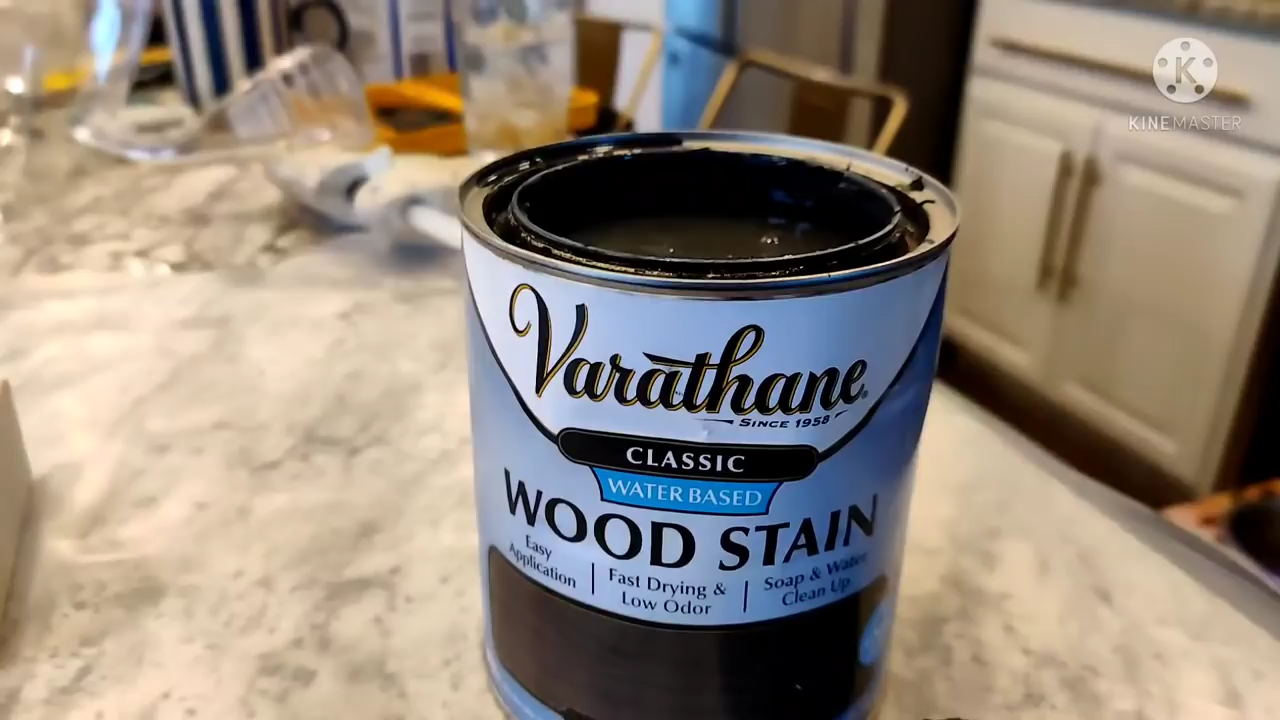 K
KINEMASTER
Varathane®
SINCE 1958
CLASSIC
WATER BASED
WOOD STAIN
Easy Application
Fast Drying & Low Odor
Soap & Water Clean Up